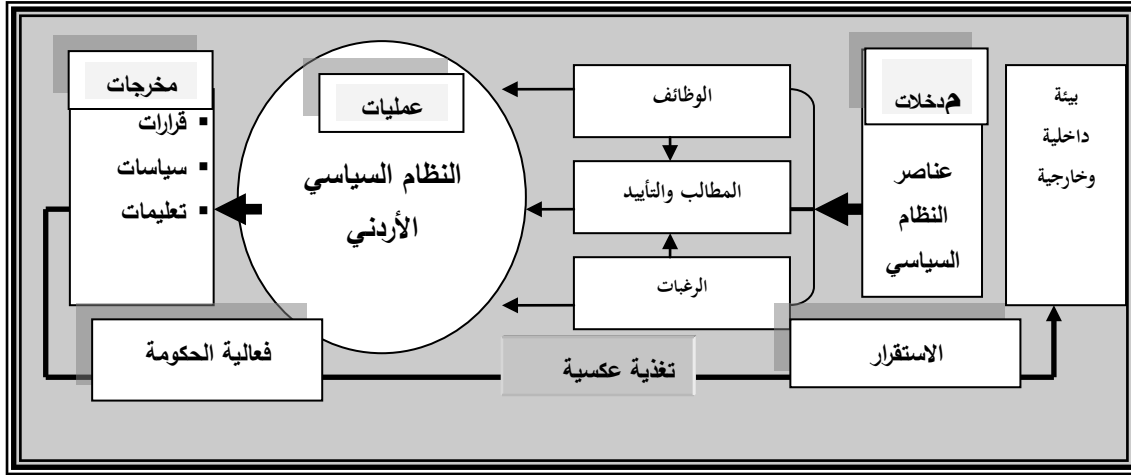 بيئة
داخلية
وخارجية
مدخلات
عناصر
النظام
السياسي
الوظائف
المطالب والتأييد
الرغبات
عمليات
النظام السياسي
الأردني
مخرجات
▪ قرارات
▪ سياسات
▪ تعليمات
الاستقرار
تغذية عكسية
فعالية الحكومة